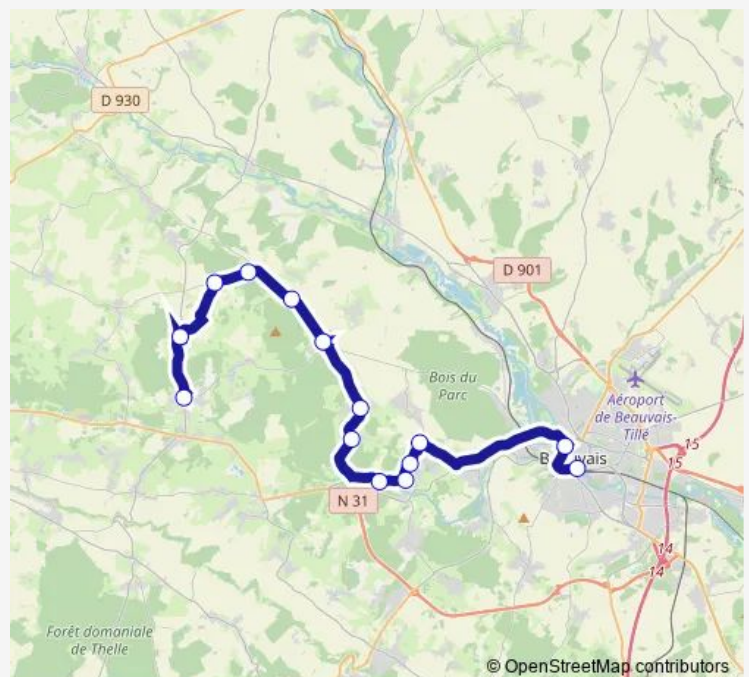 D 930
D 901
Bois du
Parc
Aéroport
de Beauvais-
Tillé
15
15
N 31
14
14
Forêt domaniale
de Thelle
© OpenStreetMap contributors